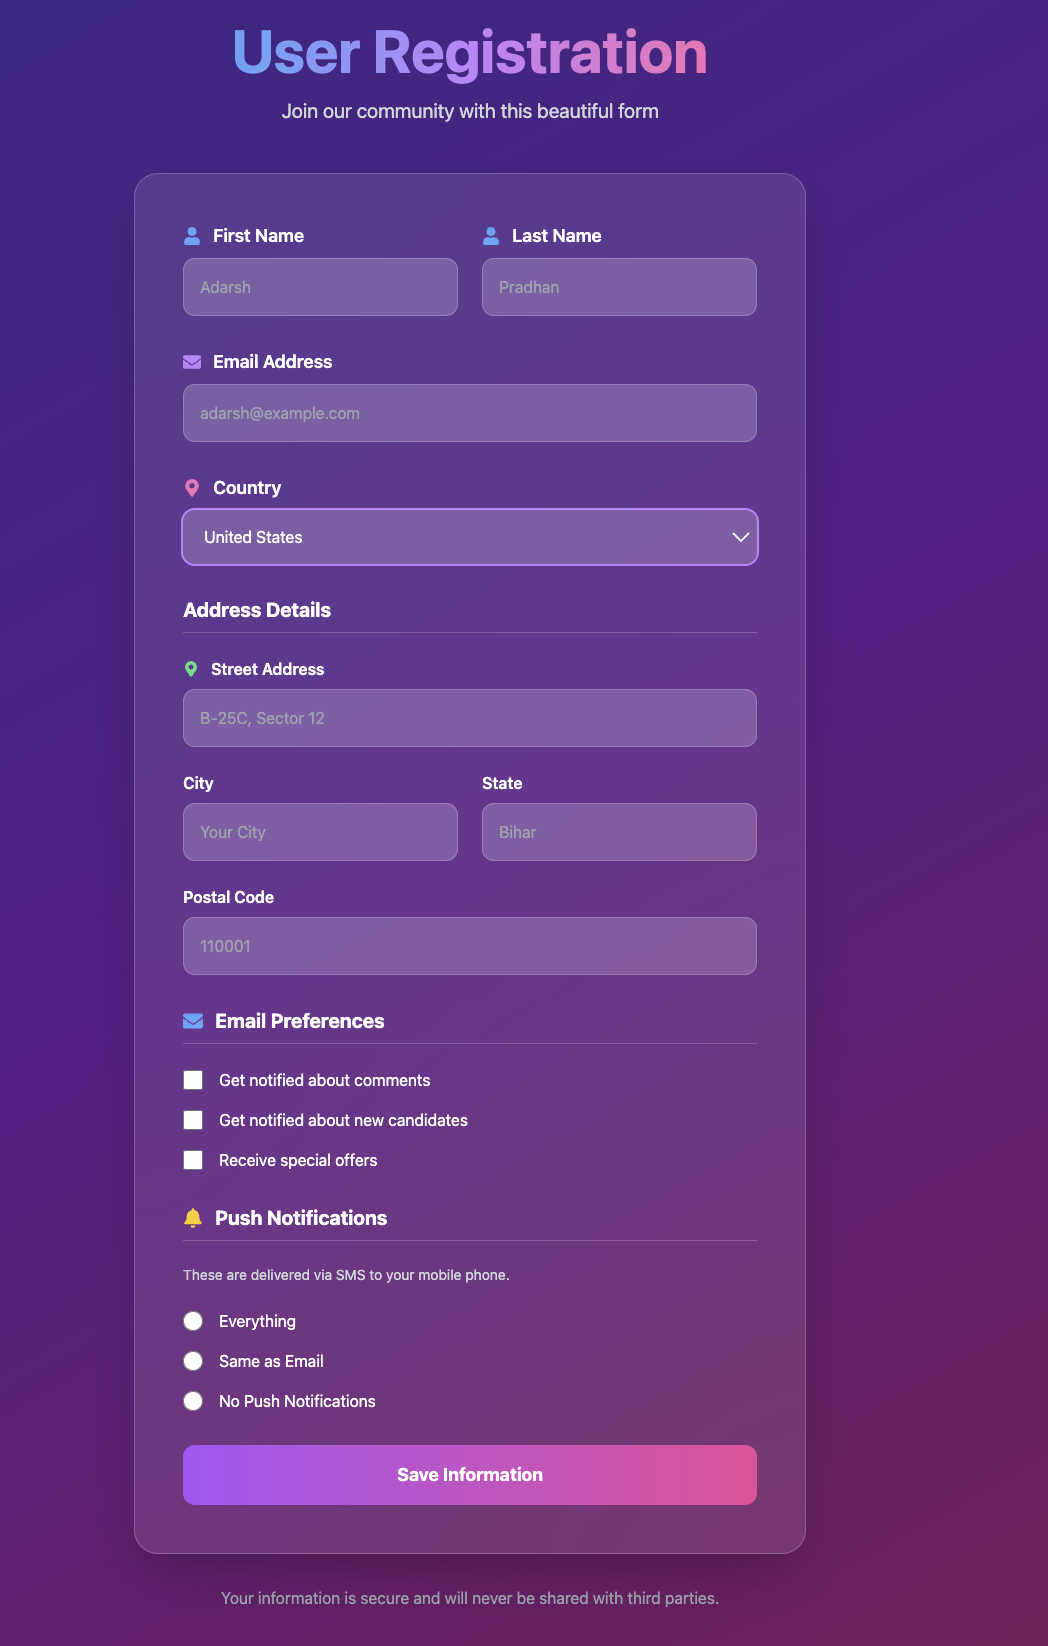 User Registration
Join our community with this beautiful form
First Name
Last Name
Adarsh
Pradhan
Email Address
adarsh@example.com
Country
United States
Address Details
Street Address
B-25C, Sector 12
City
State
Your City
Bihar
Postal Code
110001
Email Preferences
Get notified about comments
Get notified about new candidates
Receive special offers
Push Notifications
These are delivered via SMS to your mobile phone.
Everything
Same as Email
No Push Notifications
Save Information
Your information is secure and will never be shared with third parties.